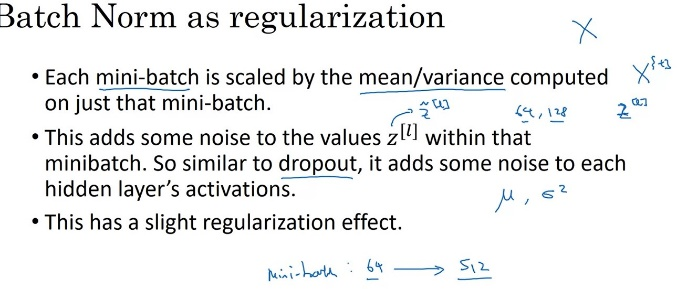 Batch Norm as regularization
X
• Each mini-batch is scaled by the mean/variance computed X^{t}
on just that mini-batch.
z̃^[l] 64, 128 z^[l]
• This adds some noise to the values z^[l] within that
minibatch. So similar to dropout, it adds some noise to each
hidden layer's activations.
μ, σ²
• This has a slight regularization effect.
mini-batch : 64 → 512